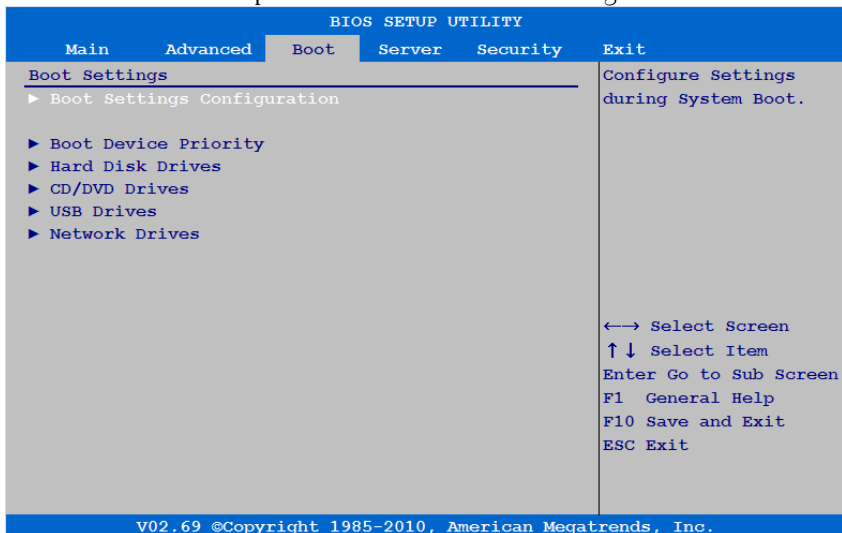 BIOS SETUP UTILITY
Main Advanced Boot Server Security Exit
Boot Settings
► Boot Settings Configuration
► Boot Device Priority
► Hard Disk Drives
► CD/DVD Drives
► USB Drives
► Network Drives
Configure Settings
during System Boot.
←→ Select Screen
↑↓ Select Item
Enter Go to Sub Screen
F1 General Help
F10 Save and Exit
ESC Exit
V02.69 ©Copyright 1985-2010, American Megatrends, Inc.